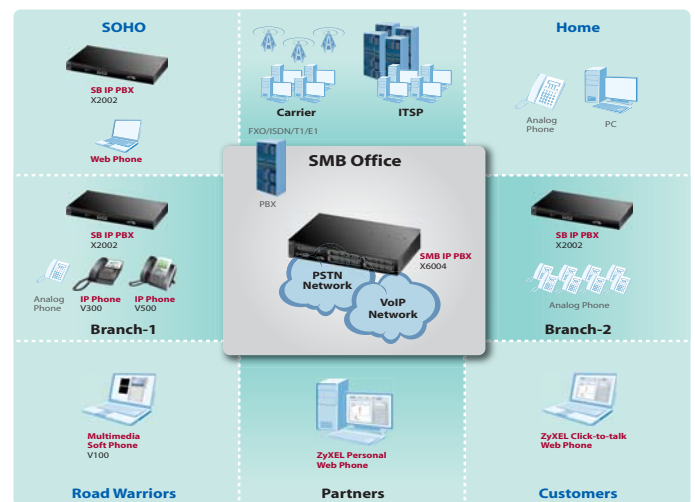 SOHO
SB IP PBX
X2002
Web Phone
Carrier
ITSP
FXO/ISDN/T1/E1
Home
Analog
Phone
PC
SMB Office
PBX
SMB IP PBX
X6004
PSTN
Network
VoIP
Network
SB IP PBX
X2002
Analog
Phone
IP Phone
V300
IP Phone
V500
Branch-1
SB IP PBX
X2002
Analog Phone
Branch-2
Multimedia
Soft Phone
V100
Road Warriors
ZyXEL Personal
Web Phone
Partners
ZyXEL Click-to-talk
Web Phone
Customers